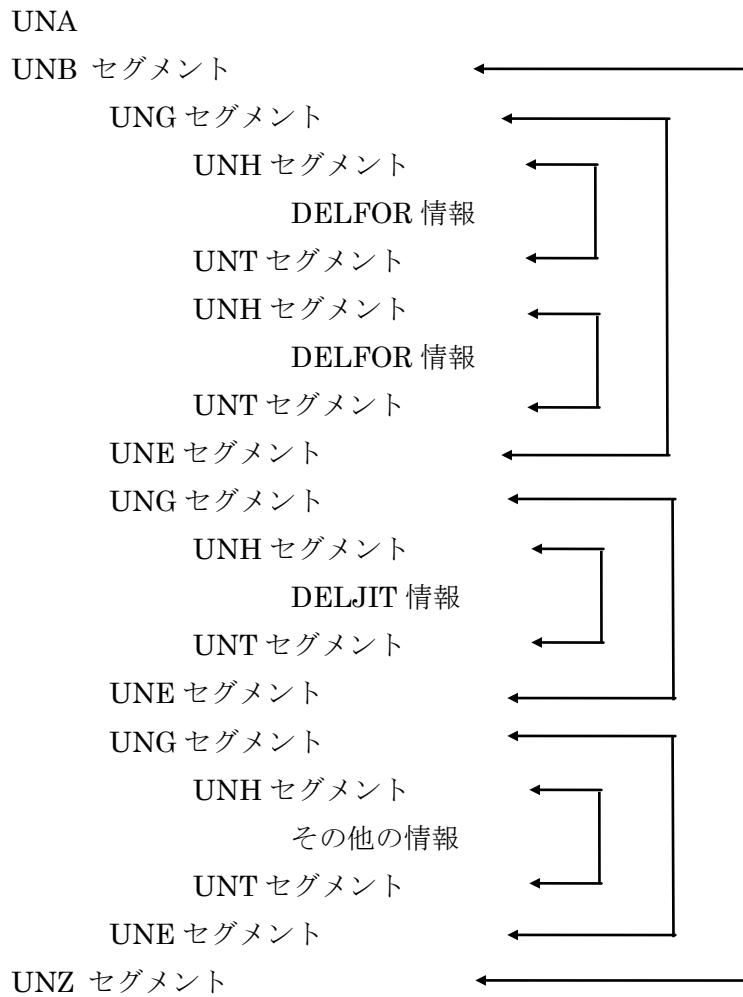 UNA
UNB セグメント
UNG セグメント
UNH セグメント
DELFOR 情報
UNT セグメント
UNH セグメント
DELFOR 情報
UNT セグメント
UNE セグメント
UNG セグメント
UNH セグメント
DELJIT 情報
UNT セグメント
UNE セグメント
UNG セグメント
UNH セグメント
その他の情報
UNT セグメント
UNE セグメント
UNZ セグメント